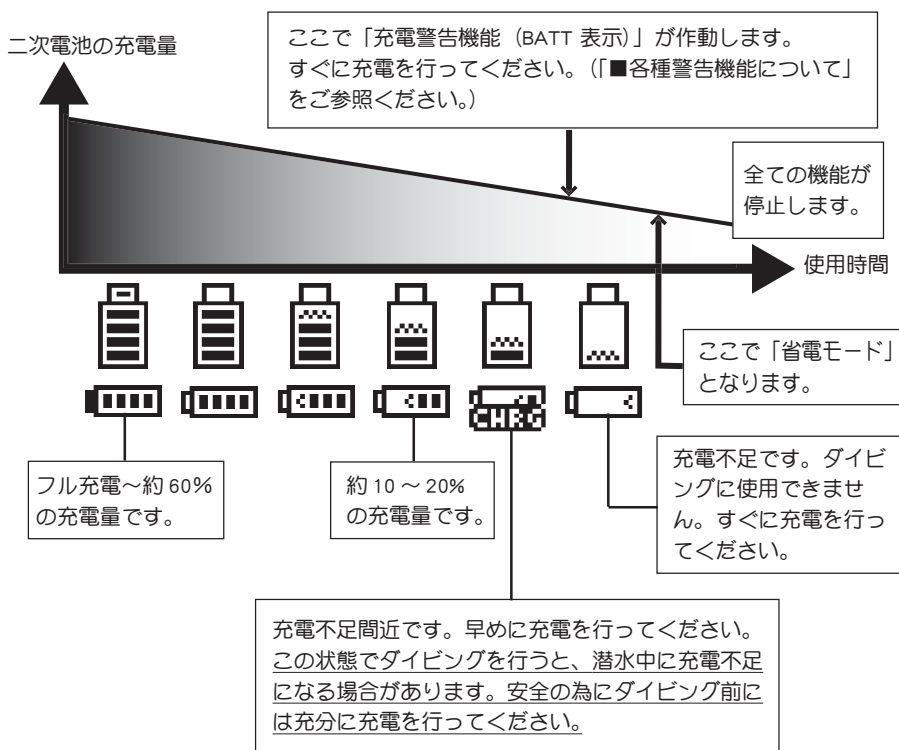 二次電池の充電量
ここで「充電警告機能（BATT 表示）」が作動します。
すぐに充電を行ってください。（「■各種警告機能について」
をご参照ください。）
全ての機能が
停止します。
使用時間
ここで「省電モード」
となります。
CHRG
フル充電～約 60％
の充電量です。
約 10 ～ 20%
の充電量です。
充電不足です。ダイビ
ングに使用できませ
ん。すぐに充電を行っ
てください。
充電不足間近です。早めに充電を行ってください。
この状態でダイビングを行うと、潜水中に充電不足
になる場合があります。安全の為にダイビング前に
は充分に充電を行ってください。